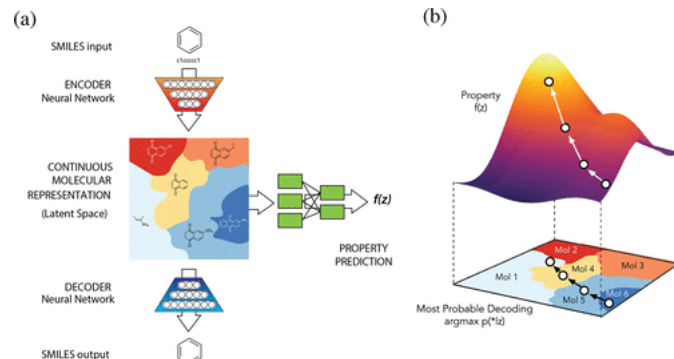 (a)
SMILES input
c1ccccc1
ENCODER
Neural Network
CONTINUOUS
MOLECULAR
REPRESENTATION
(Latent Space)
f(z)
PROPERTY
PREDICTION
DECODER
Neural Network
SMILES output
(b)
Property
f(z)
Mol 2
Mol 3
Mol 1
Mol 4
Mol 5
Mol 6
Most Probable Decoding
argmax p(*|z)